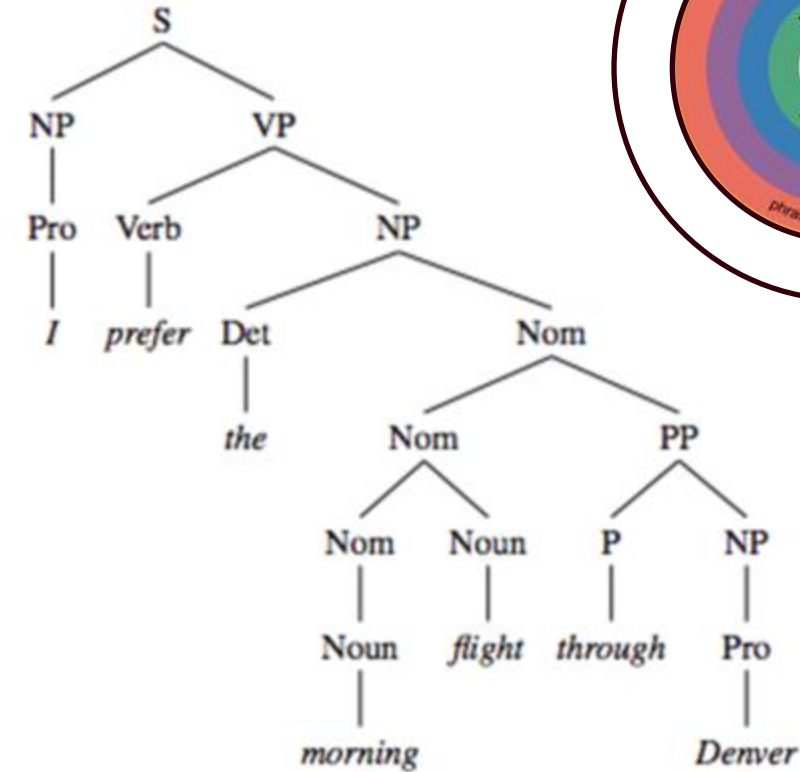 S
NP VP
Pro Verb NP
I prefer Det Nom
the Nom PP
Nom Noun P NP
Noun flight through Pro
morning Denver